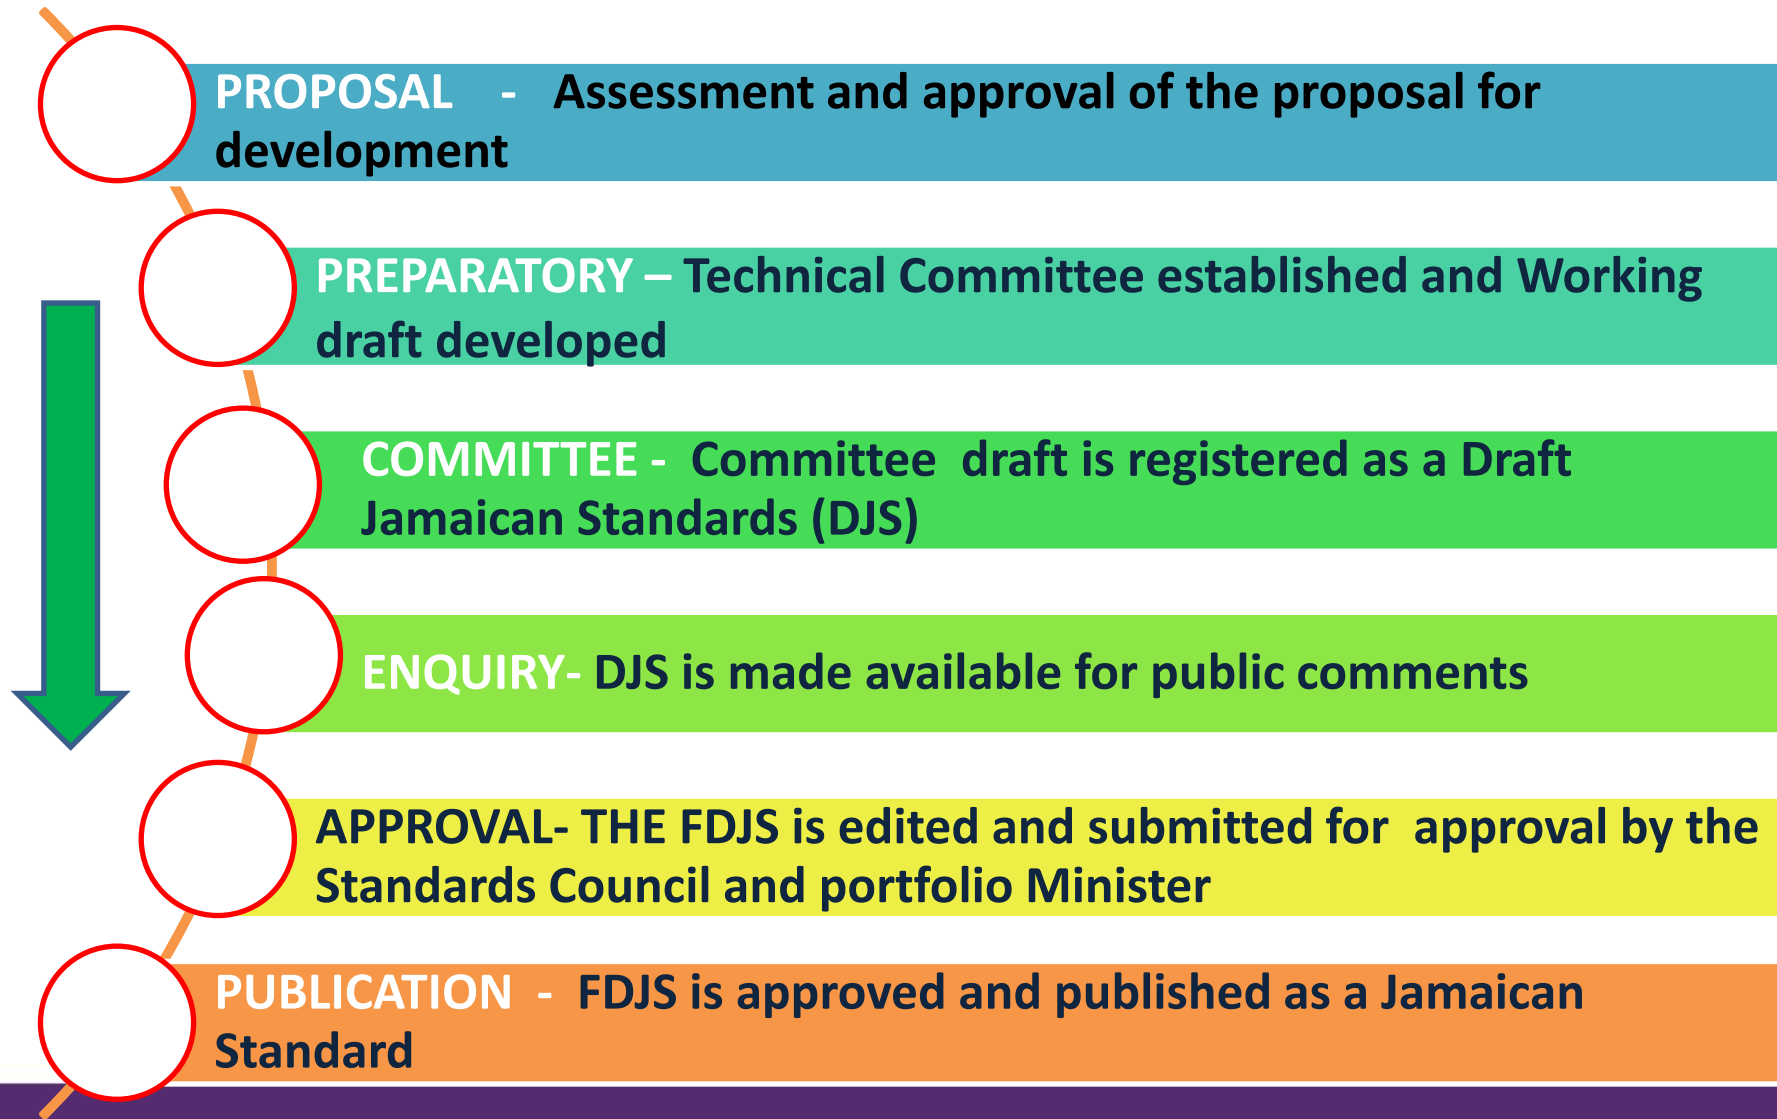 PROPOSAL - Assessment and approval of the proposal for
development
PREPARATORY – Technical Committee established and Working
draft developed
COMMITTEE - Committee draft is registered as a Draft
Jamaican Standards (DJS)
ENQUIRY- DJS is made available for public comments
APPROVAL- THE FDJS is edited and submitted for approval by the
Standards Council and portfolio Minister
PUBLICATION - FDJS is approved and published as a Jamaican
Standard